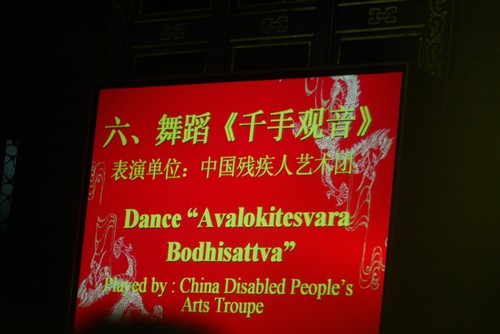 六、舞蹈《千手观音》
表演单位：中国残疾人艺术团
Dance “Avalokitesvara
Bodhisattva”
Played by : China Disabled People’s
Arts Troupe